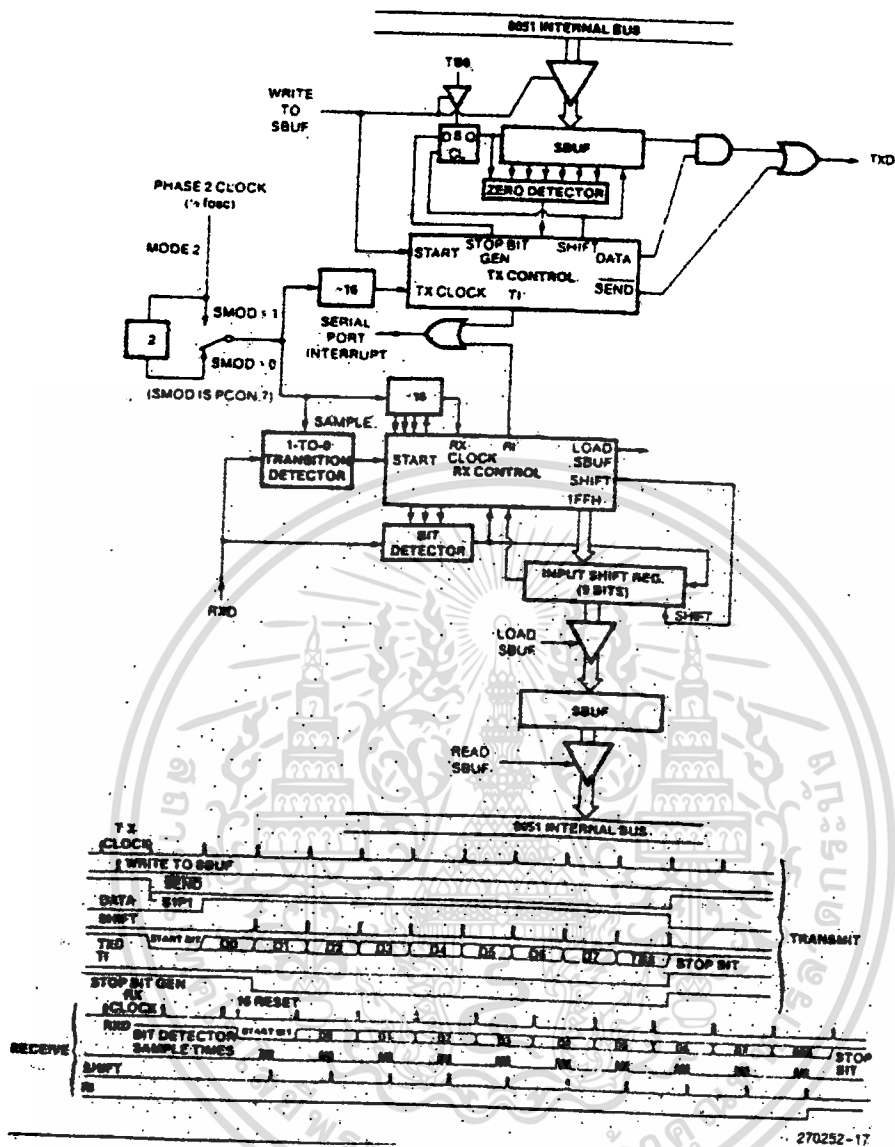 8051 INTERNAL BUS
TB8
WRITE
TO
SBUF
SBUF
TXD
ZERO DETECTOR
PHASE 2 CLOCK
(½ fosc)
MODE 2
START
STOP BIT
GEN
SHIFT
DATA
TX CONTROL
TX CLOCK
TI
SEND
÷16
SMOD = 1
2
SMOD = 0
(SMOD IS PCON.7)
SERIAL
PORT
INTERRUPT
÷16
SAMPLE
1-TO-0
TRANSITION
DETECTOR
START
RX
CLOCK
RI
RX CONTROL
LOAD
SBUF
SHIFT
1FFH
BIT
DETECTOR
RXD
INPUT SHIFT REG.
(9 BITS)
SHIFT
LOAD
SBUF
SBUF
READ
SBUF
8051 INTERNAL BUS
TX
CLOCK
WRITE TO SBUF
SEND
DATA
S1P1
SHIFT
TXD
START BIT D0 D1 D2 D3 D4 D5 D6 D7 TB8 STOP BIT
TI
STOP BIT GEN
TRANSMIT
RX
CLOCK
16 RESET
RXD
START BIT D0 D1 D2 D3
STOP
BIT
BIT DETECTOR
SAMPLE TIMES
SHIFT
RI
RECEIVE
270252-17